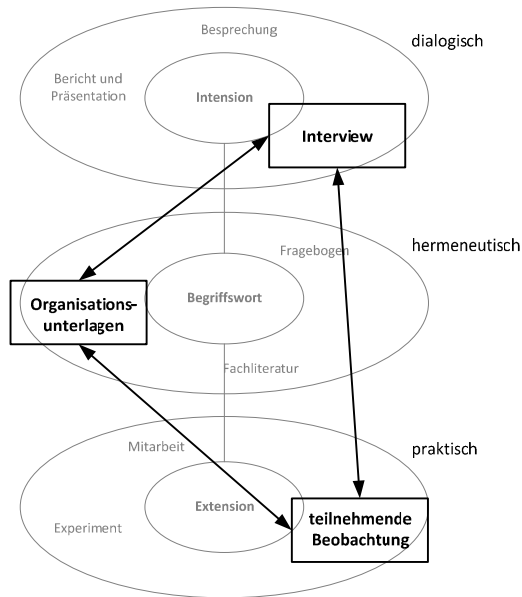 Besprechung
dialogisch
Bericht und
Präsentation
Intension
Interview
hermeneutisch
Fragebogen
Organisations-
unterlagen
Begriffswort
Fachliteratur
praktisch
Mitarbeit
Extension
teilnehmende
Beobachtung
Experiment